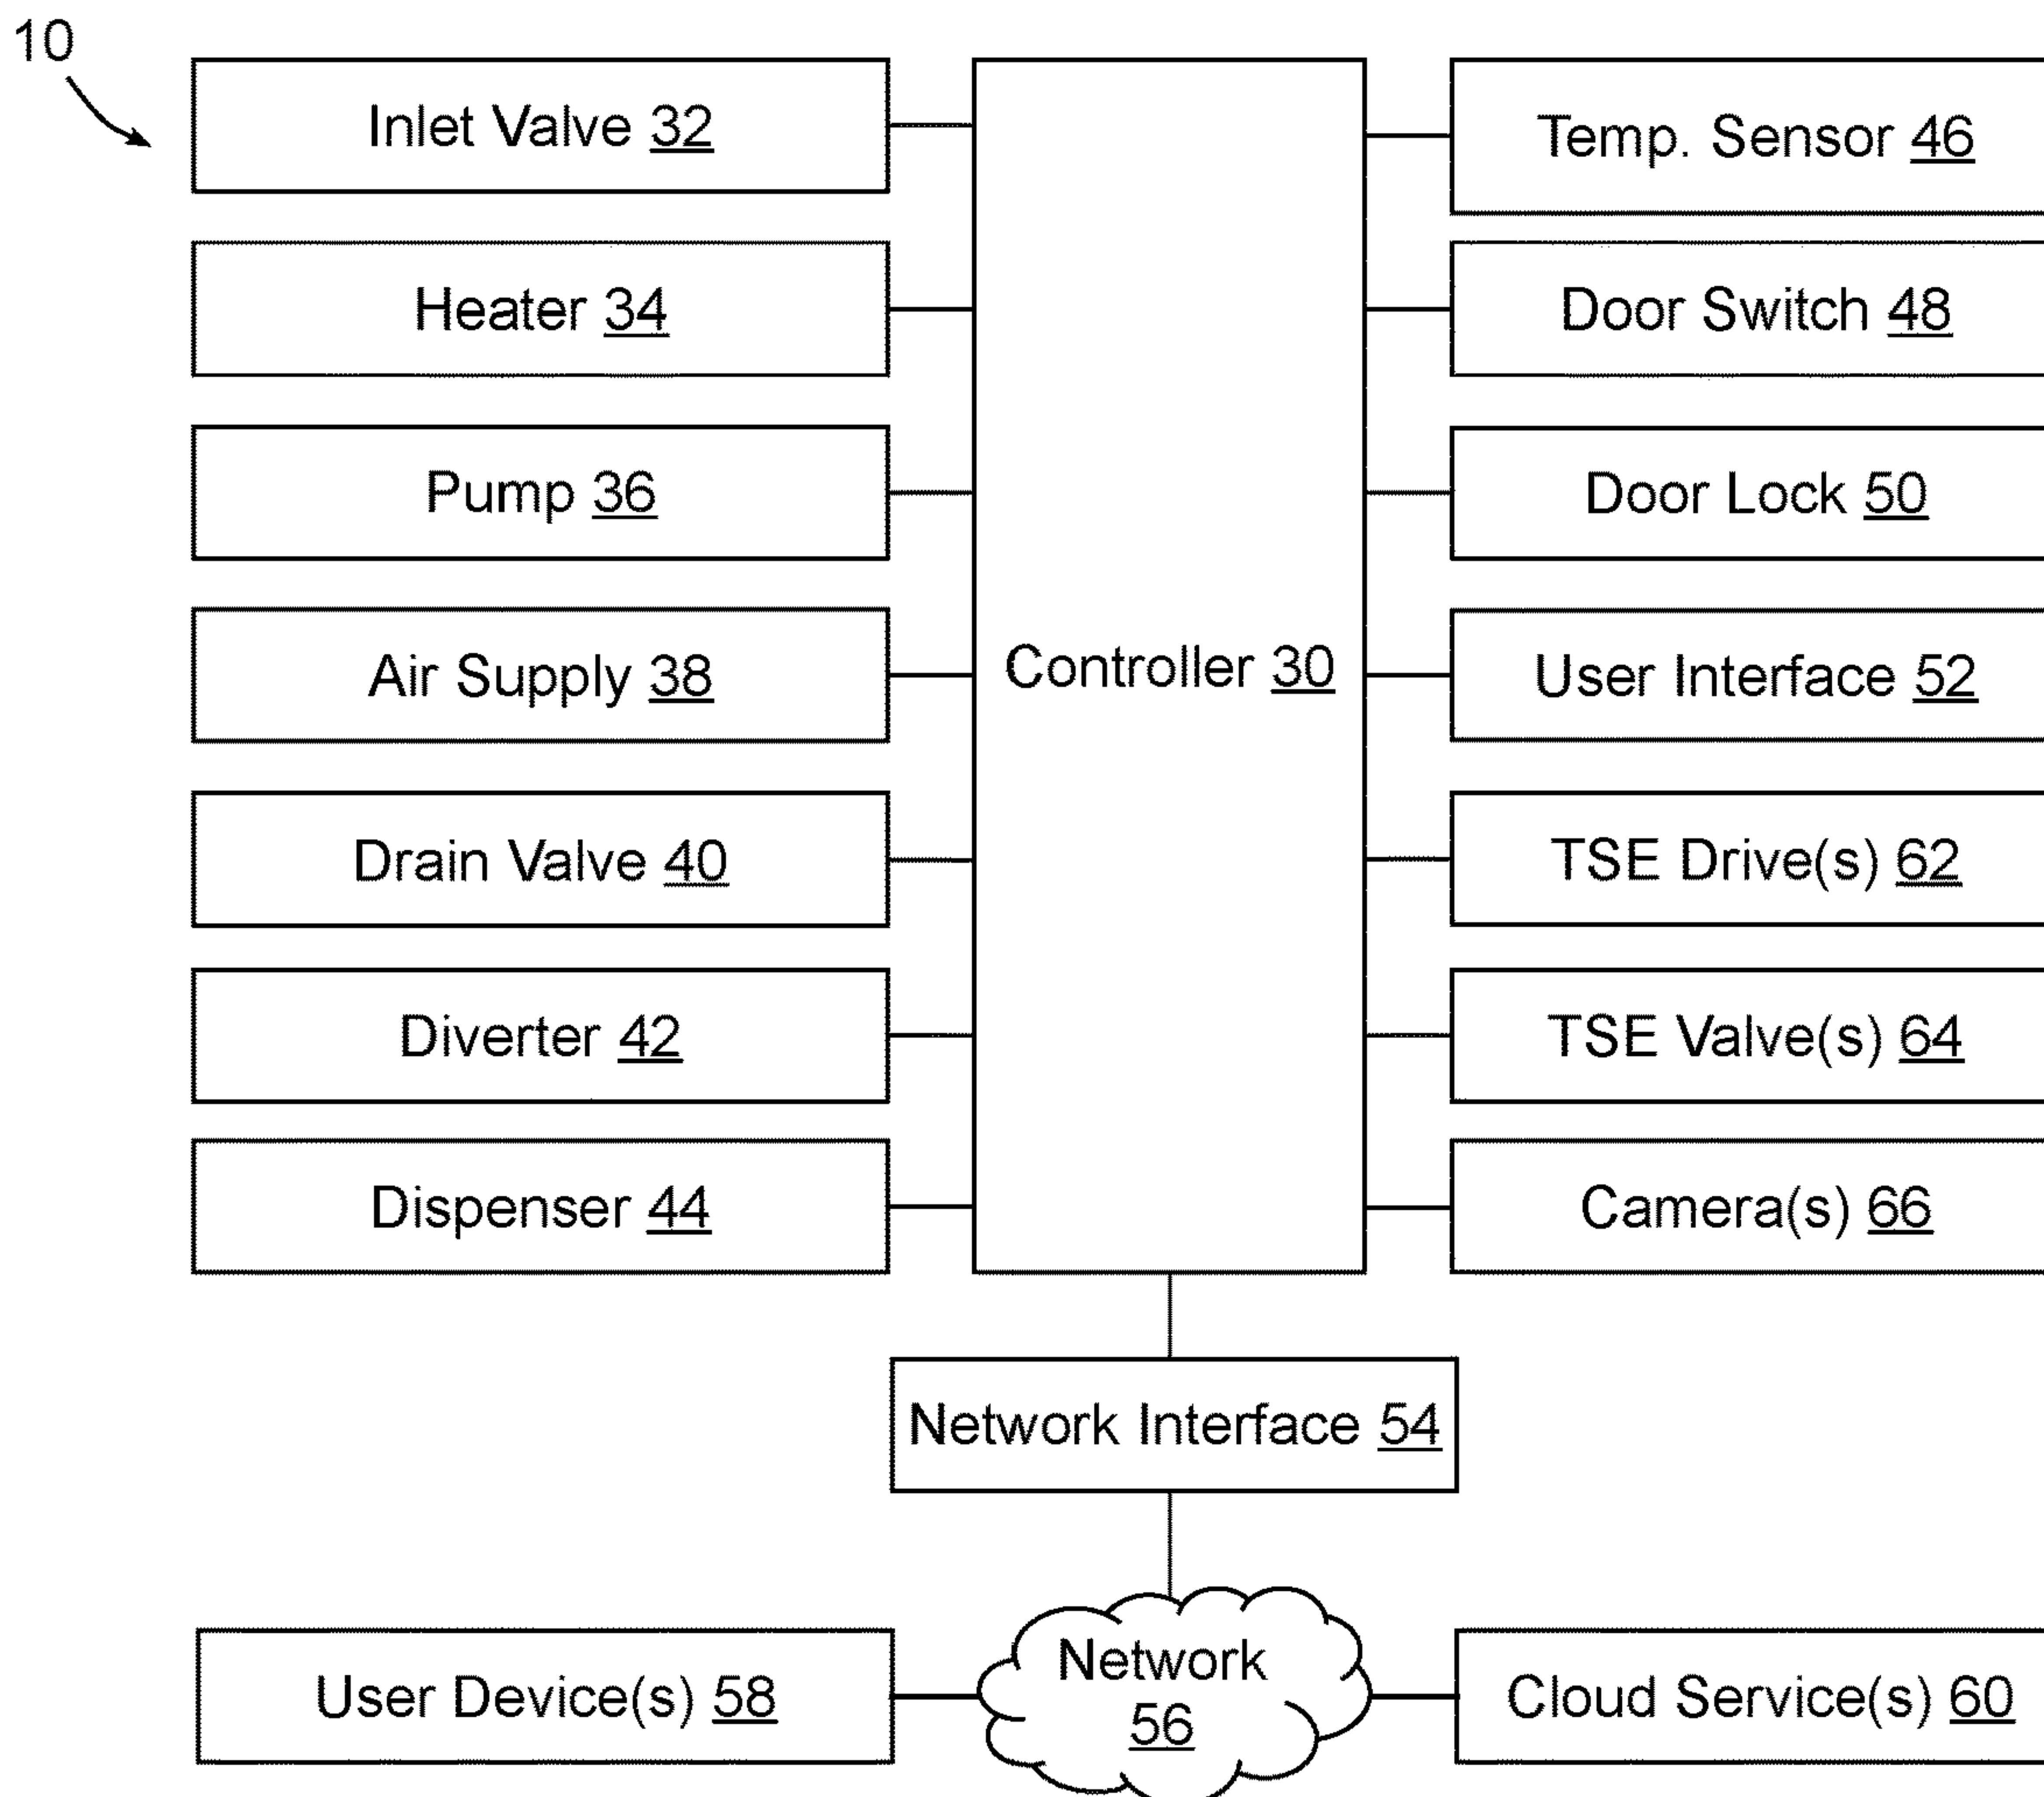 10
Inlet Valve 32
Heater 34
Pump 36
Air Supply 38
Drain Valve 40
Diverter 42
Dispenser 44
Controller 30
Temp. Sensor 46
Door Switch 48
Door Lock 50
User Interface 52
TSE Drive(s) 62
TSE Valve(s) 64
Camera(s) 66
Network Interface 54
User Device(s) 58
Network
56
Cloud Service(s) 60